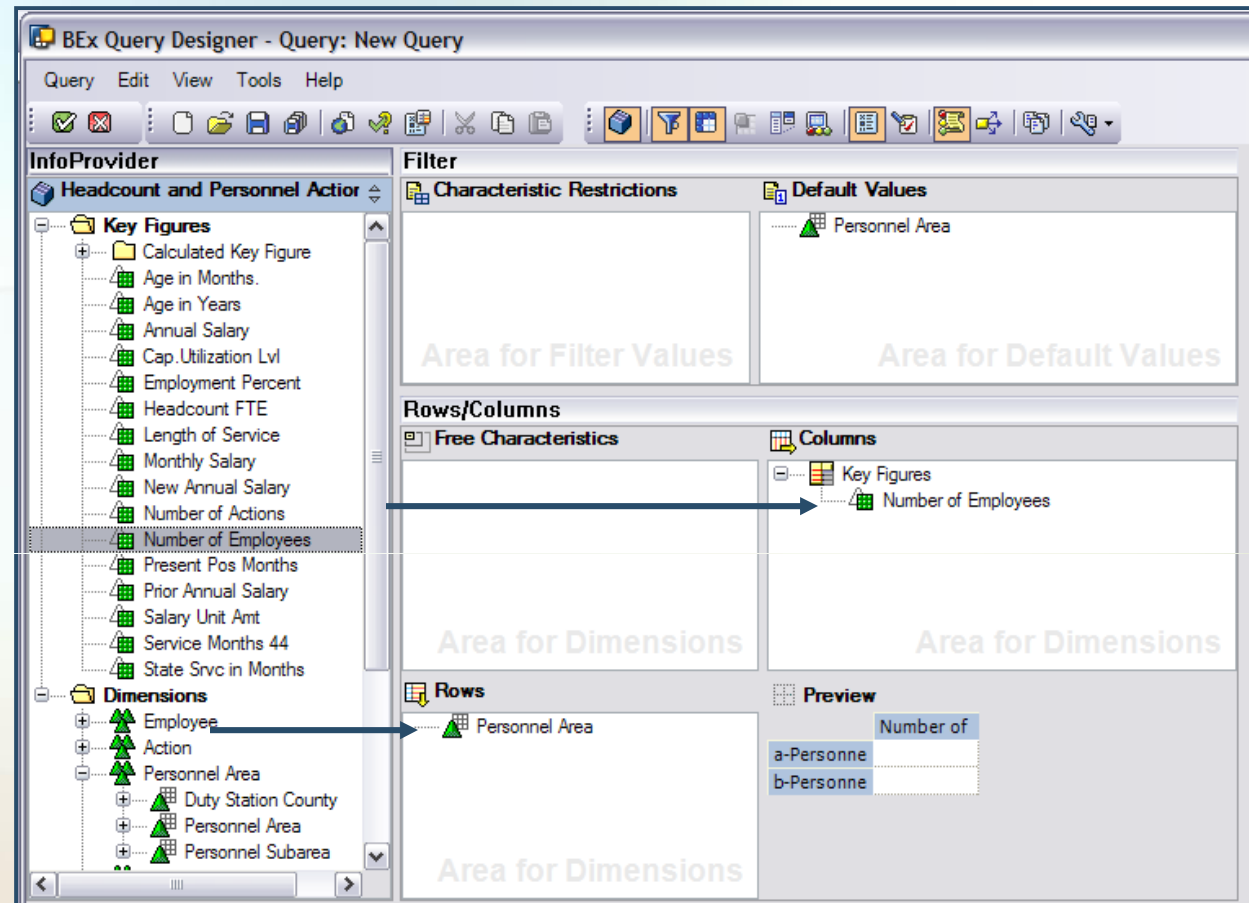 BEx Query Designer - Query: New Query
Query Edit View Tools Help
InfoProvider
Headcount and Personnel Action
Key Figures
Calculated Key Figure
Age in Months.
Age in Years
Annual Salary
Cap.Utilization Lvl
Employment Percent
Headcount FTE
Length of Service
Monthly Salary
New Annual Salary
Number of Actions
Number of Employees
Present Pos Months
Prior Annual Salary
Salary Unit Amt
Service Months 44
State Srvc in Months
Dimensions
Employee
Action
Personnel Area
Duty Station County
Personnel Area
Personnel Subarea
Filter
Characteristic Restrictions
Area for Filter Values
Default Values
Personnel Area
Area for Default Values
Rows/Columns
Free Characteristics
Area for Dimensions
Columns
Key Figures
Number of Employees
Area for Dimensions
Rows
Personnel Area
Area for Dimensions
Preview
Number of
a-Personne
b-Personne